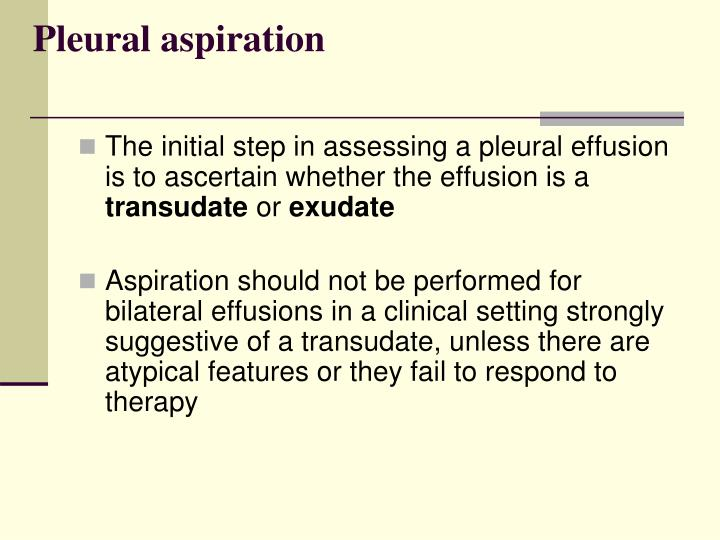 Pleural aspiration
The initial step in assessing a pleural effusion
is to ascertain whether the effusion is a
transudate or exudate
Aspiration should not be performed for
bilateral effusions in a clinical setting strongly
suggestive of a transudate, unless there are
atypical features or they fail to respond to
therapy